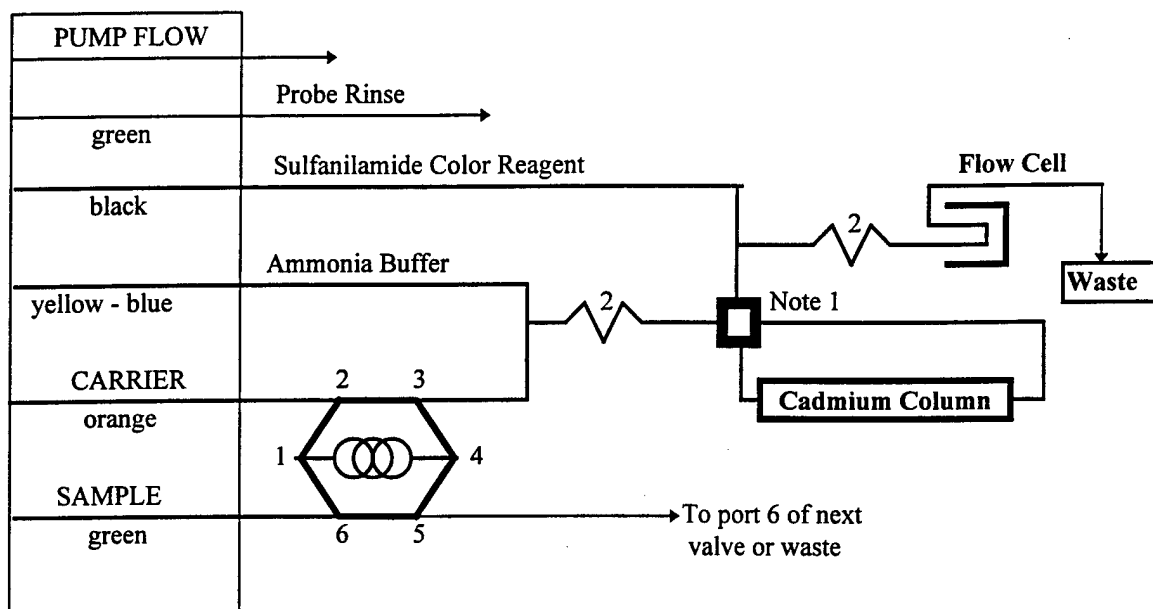 PUMP FLOW
Probe Rinse
green
Sulfanilamide Color Reagent
black
Flow Cell
2
Ammonia Buffer
yellow - blue
Waste
2
Note 1
CARRIER
orange
2
3
Cadmium Column
1
4
SAMPLE
green
6
5
To port 6 of next
valve or waste